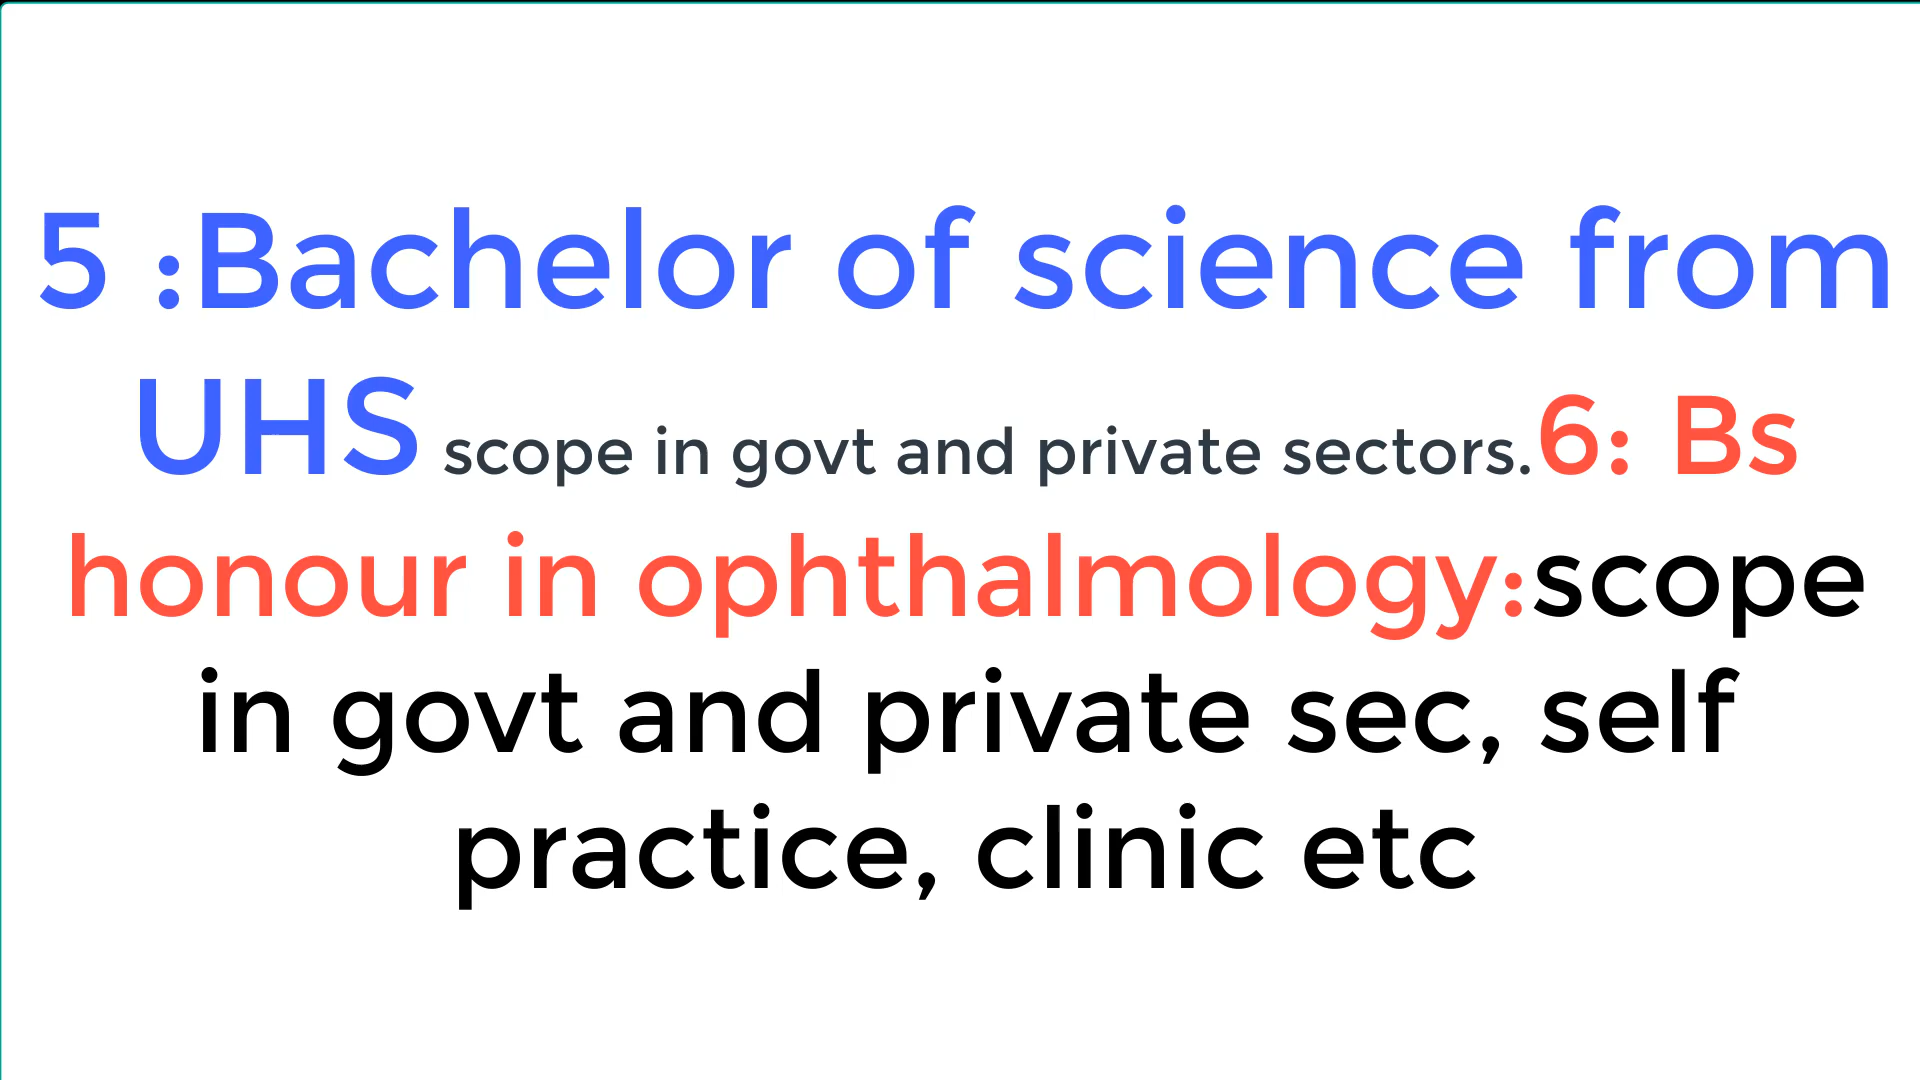 5 :Bachelor of science from
UHS scope in govt and private sectors.6: Bs
honour in ophthalmology:scope
in govt and private sec, self
practice, clinic etc